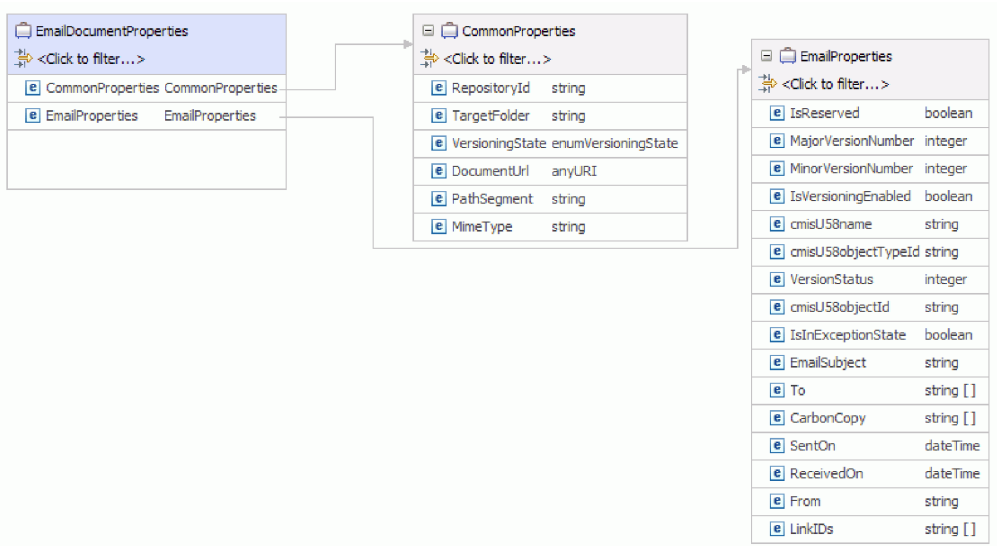 EmailDocumentProperties
<Click to filter...>
e CommonProperties CommonProperties
e EmailProperties EmailProperties
CommonProperties
<Click to filter...>
e RepositoryId string
e TargetFolder string
e VersioningState enumVersioningState
e DocumentUrl anyURI
e PathSegment string
e MimeType string
EmailProperties
<Click to filter...>
e IsReserved boolean
e MajorVersionNumber integer
e MinorVersionNumber integer
e IsVersioningEnabled boolean
e cmisU58name string
e cmisU58objectTypeId string
e VersionStatus integer
e cmisU58objectId string
e IsInExceptionState boolean
e EmailSubject string
e To string []
e CarbonCopy string []
e SentOn dateTime
e ReceivedOn dateTime
e From string
e LinkIDs string []